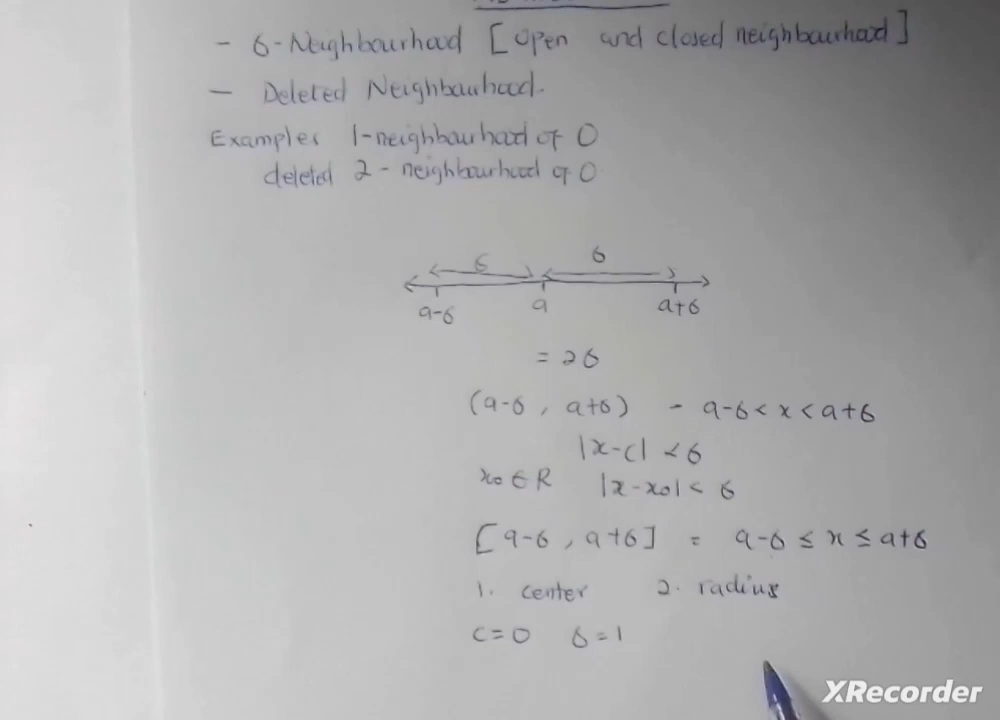 - δ-Neighbourhood [Open and closed neighbourhood]
- Deleted Neighbourhood.
Examples 1-neighbourhood of 0
deleted 2-neighbourhood of 0
δ δ
a-δ a a+δ
= 2δ
(a-δ, a+δ) - a-δ < x < a+δ
|x-c| < δ
x₀ ∈ R |x-x₀| < δ
[a-δ, a+δ] = a-δ ≤ x ≤ a+δ
1. center 2. radius
c=0 δ=1
XRecorder